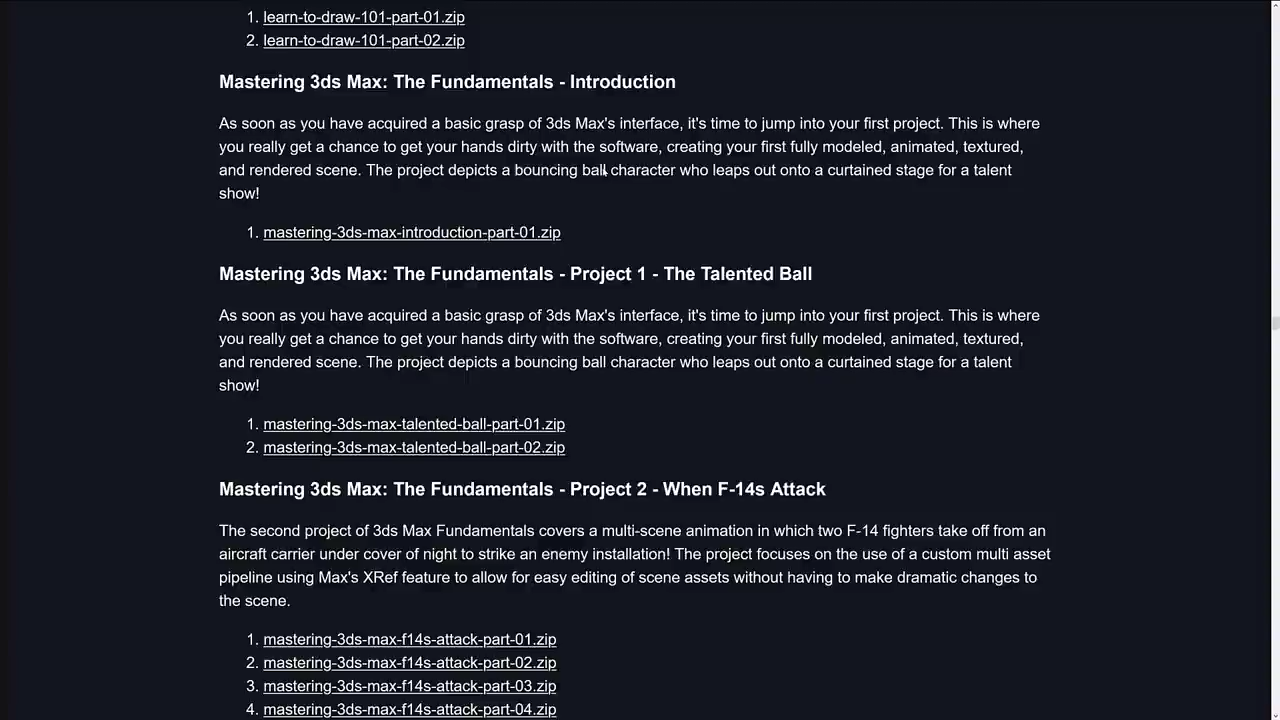 1. learn-to-draw-101-part-01.zip
2. learn-to-draw-101-part-02.zip
Mastering 3ds Max: The Fundamentals - Introduction
As soon as you have acquired a basic grasp of 3ds Max's interface, it's time to jump into your first project. This is where
you really get a chance to get your hands dirty with the software, creating your first fully modeled, animated, textured,
and rendered scene. The project depicts a bouncing ball character who leaps out onto a curtained stage for a talent
show!
1. mastering-3ds-max-introduction-part-01.zip
Mastering 3ds Max: The Fundamentals - Project 1 - The Talented Ball
As soon as you have acquired a basic grasp of 3ds Max's interface, it's time to jump into your first project. This is where
you really get a chance to get your hands dirty with the software, creating your first fully modeled, animated, textured,
and rendered scene. The project depicts a bouncing ball character who leaps out onto a curtained stage for a talent
show!
1. mastering-3ds-max-talented-ball-part-01.zip
2. mastering-3ds-max-talented-ball-part-02.zip
Mastering 3ds Max: The Fundamentals - Project 2 - When F-14s Attack
The second project of 3ds Max Fundamentals covers a multi-scene animation in which two F-14 fighters take off from an
aircraft carrier under cover of night to strike an enemy installation! The project focuses on the use of a custom multi asset
pipeline using Max's XRef feature to allow for easy editing of scene assets without having to make dramatic changes to
the scene.
1. mastering-3ds-max-f14s-attack-part-01.zip
2. mastering-3ds-max-f14s-attack-part-02.zip
3. mastering-3ds-max-f14s-attack-part-03.zip
4. mastering-3ds-max-f14s-attack-part-04.zip